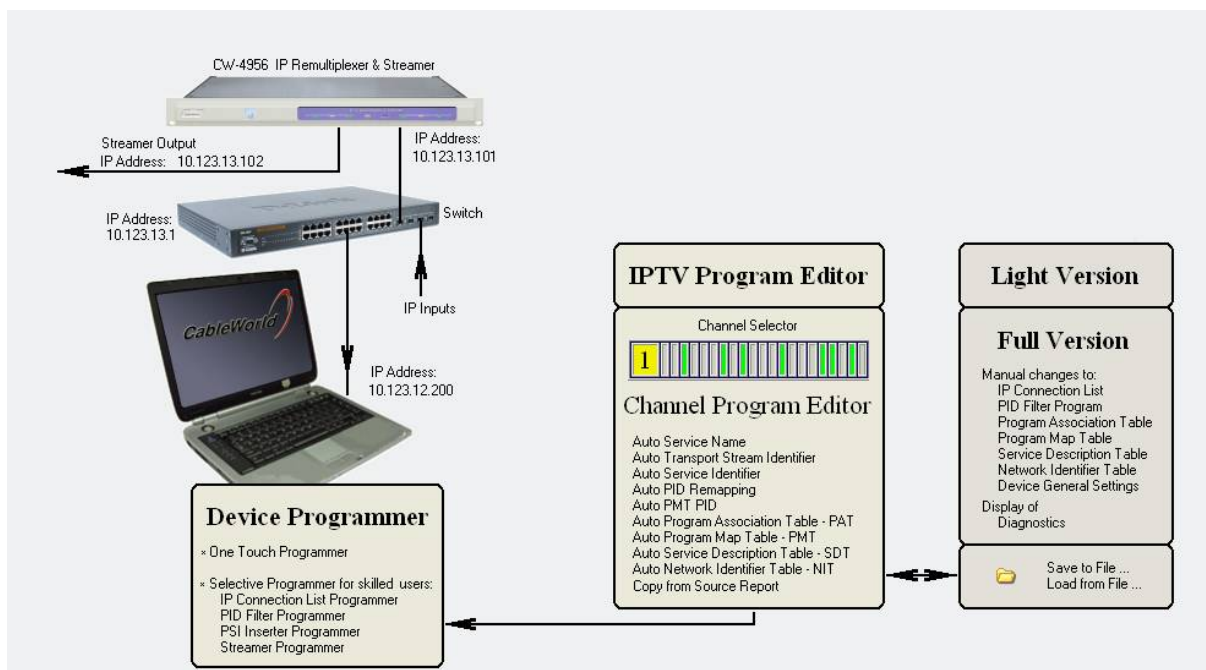 CW-4956 IP Remultiplexer & Streamer
Streamer Output
IP Address: 10.123.13.102
IP Address:
10.123.13.101
IP Address:
10.123.13.1
Switch
IP Inputs
CableWorld
IP Address:
10.123.12.200
Device Programmer
× One Touch Programmer
× Selective Programmer for skilled users:
IP Connection List Programmer
PID Filter Programmer
PSI Inserter Programmer
Streamer Programmer
IPTV Program Editor
Channel Selector
1
Channel Program Editor
Auto Service Name
Auto Transport Stream Identifier
Auto Service Identifier
Auto PID Remapping
Auto PMT PID
Auto Program Association Table - PAT
Auto Program Map Table - PMT
Auto Service Description Table - SDT
Auto Network Identifier Table - NIT
Copy from Source Report
Light Version
Full Version
Manual changes to:
IP Connection List
PID Filter Program
Program Association Table
Program Map Table
Service Description Table
Network Identifier Table
Device General Settings
Display of
Diagnostics
Save to File ...
Load from File ...